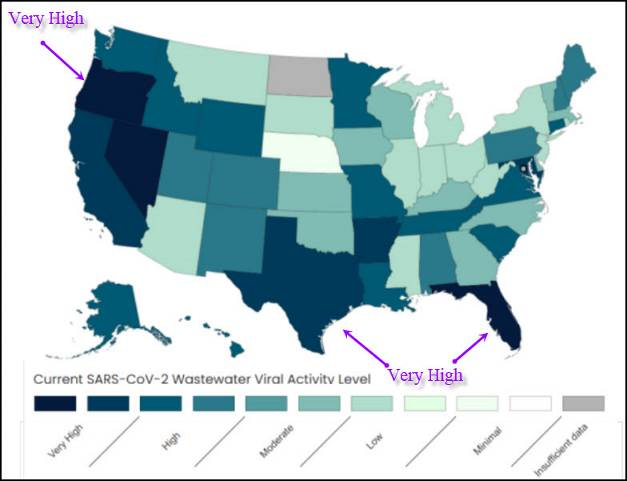 Very High
Very High
Current SARS-CoV-2 Wastewater Viral Activity Level
Very High
High
Moderate
Low
Minimal
Insufficient data